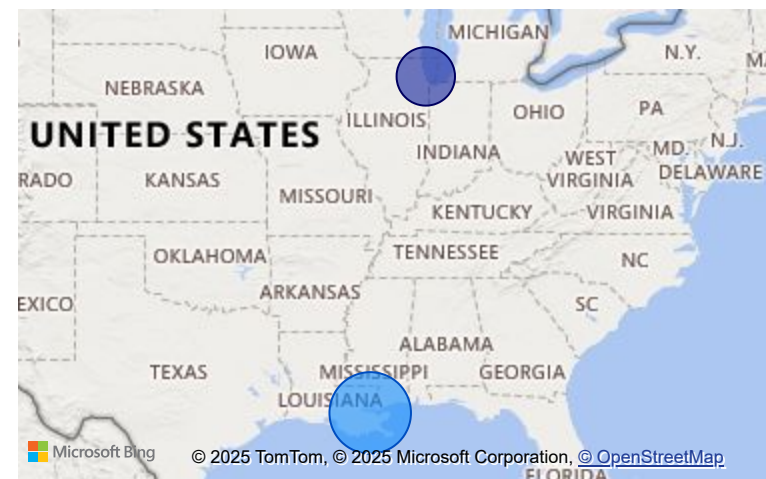 MICHIGAN
IOWA
N.Y.
M
NEBRASKA
ILLINOIS
OHIO
PA
UNITED STATES
INDIANA
WEST
VIRGINIA
MD.
N.J.
DELAWARE
RADO
KANSAS
MISSOURI
KENTUCKY
VIRGINIA
OKLAHOMA
TENNESSEE
NC
EXICO
ARKANSAS
SC
ALABAMA
TEXAS
MISSISSIPPI
GEORGIA
LOUISIANA
Microsoft Bing
© 2025 TomTom, © 2025 Microsoft Corporation, © OpenStreetMap
FLORIDA